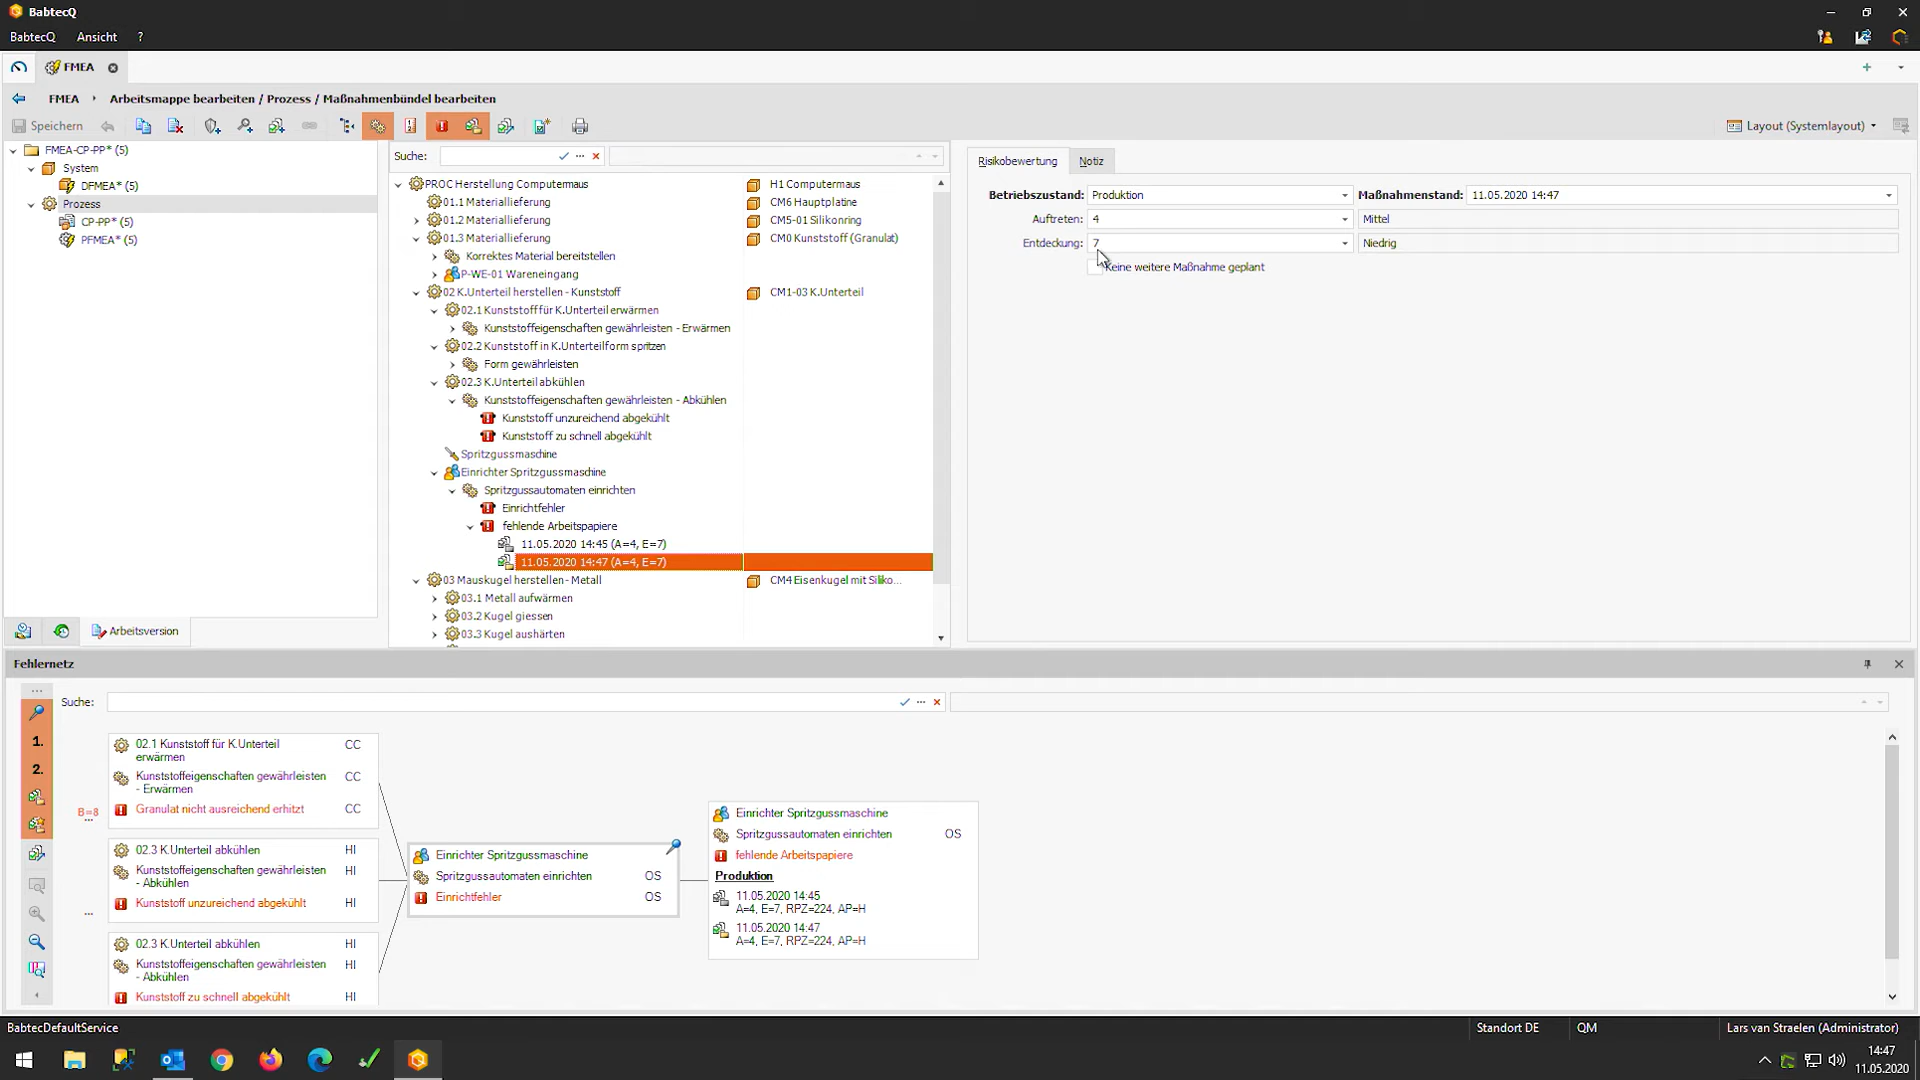 BabtecQ
BabtecQ Ansicht ?
FMEA
FMEA Arbeitsmappe bearbeiten / Prozess / Maßnahmenbündel bearbeiten
Speichern Layout (Systemlayout)
FMEA-CP-PP* (5)
System
DFMEA* (5)
Prozess
CP-PP* (5)
PFMEA* (5)
Arbeitsversion
Suche:
PROC Herstellung Computermaus H1 Computermaus
01.1 Materiallieferung CM6 Hauptplatine
01.2 Materiallieferung CM5-01 Silikonring
01.3 Materiallieferung CM0 Kunststoff (Granulat)
Korrektes Material bereitstellen
P-WE-01 Wareneingang
02 K.Unterteil herstellen - Kunststoff CM1-03 K.Unterteil
02.1 Kunststoff für K.Unterteil erwärmen
Kunststoffeigenschaften gewährleisten - Erwärmen
02.2 Kunststoff in K.Unterteilform spritzen
Form gewährleisten
02.3 K.Unterteil abkühlen
Kunststoffeigenschaften gewährleisten - Abkühlen
Kunststoff unzureichend abgekühlt
Kunststoff zu schnell abgekühlt
Spritzgussmaschine
Einrichter Spritzgussmaschine
Spritzgussautomaten einrichten
Einrichtfehler
fehlende Arbeitspapiere
11.05.2020 14:45 (A=4, E=7)
11.05.2020 14:47 (A=4, E=7)
03 Mauskugel herstellen - Metall CM4 Eisenkugel mit Siliko...
03.1 Metall aufwärmen
03.2 Kugel giessen
03.3 Kugel aushärten
Risikobewertung Notiz
Betriebszustand: Produktion Maßnahmenstand: 11.05.2020 14:47
Auftreten: 4 Mittel
Entdeckung: 7 Niedrig
Keine weitere Maßnahme geplant
Fehlernetz
Suche:
1.
2.
B=8
...
...
02.1 Kunststoff für K.Unterteil CC
erwärmen
Kunststoffeigenschaften gewährleisten CC
- Erwärmen
Granulat nicht ausreichend erhitzt CC
02.3 K.Unterteil abkühlen HI
Kunststoffeigenschaften gewährleisten HI
- Abkühlen
Kunststoff unzureichend abgekühlt HI
02.3 K.Unterteil abkühlen HI
Kunststoffeigenschaften gewährleisten HI
- Abkühlen
Kunststoff zu schnell abgekühlt HI
Einrichter Spritzgussmaschine
Spritzgussautomaten einrichten OS
Einrichtfehler OS
Einrichter Spritzgussmaschine
Spritzgussautomaten einrichten OS
fehlende Arbeitspapiere
Produktion
11.05.2020 14:45
A=4, E=7, RPZ=224, AP=H
11.05.2020 14:47
A=4, E=7, RPZ=224, AP=H
BabtecDefaultService Standort DE QM Lars van Straelen (Administrator)
14:47
11.05.2020